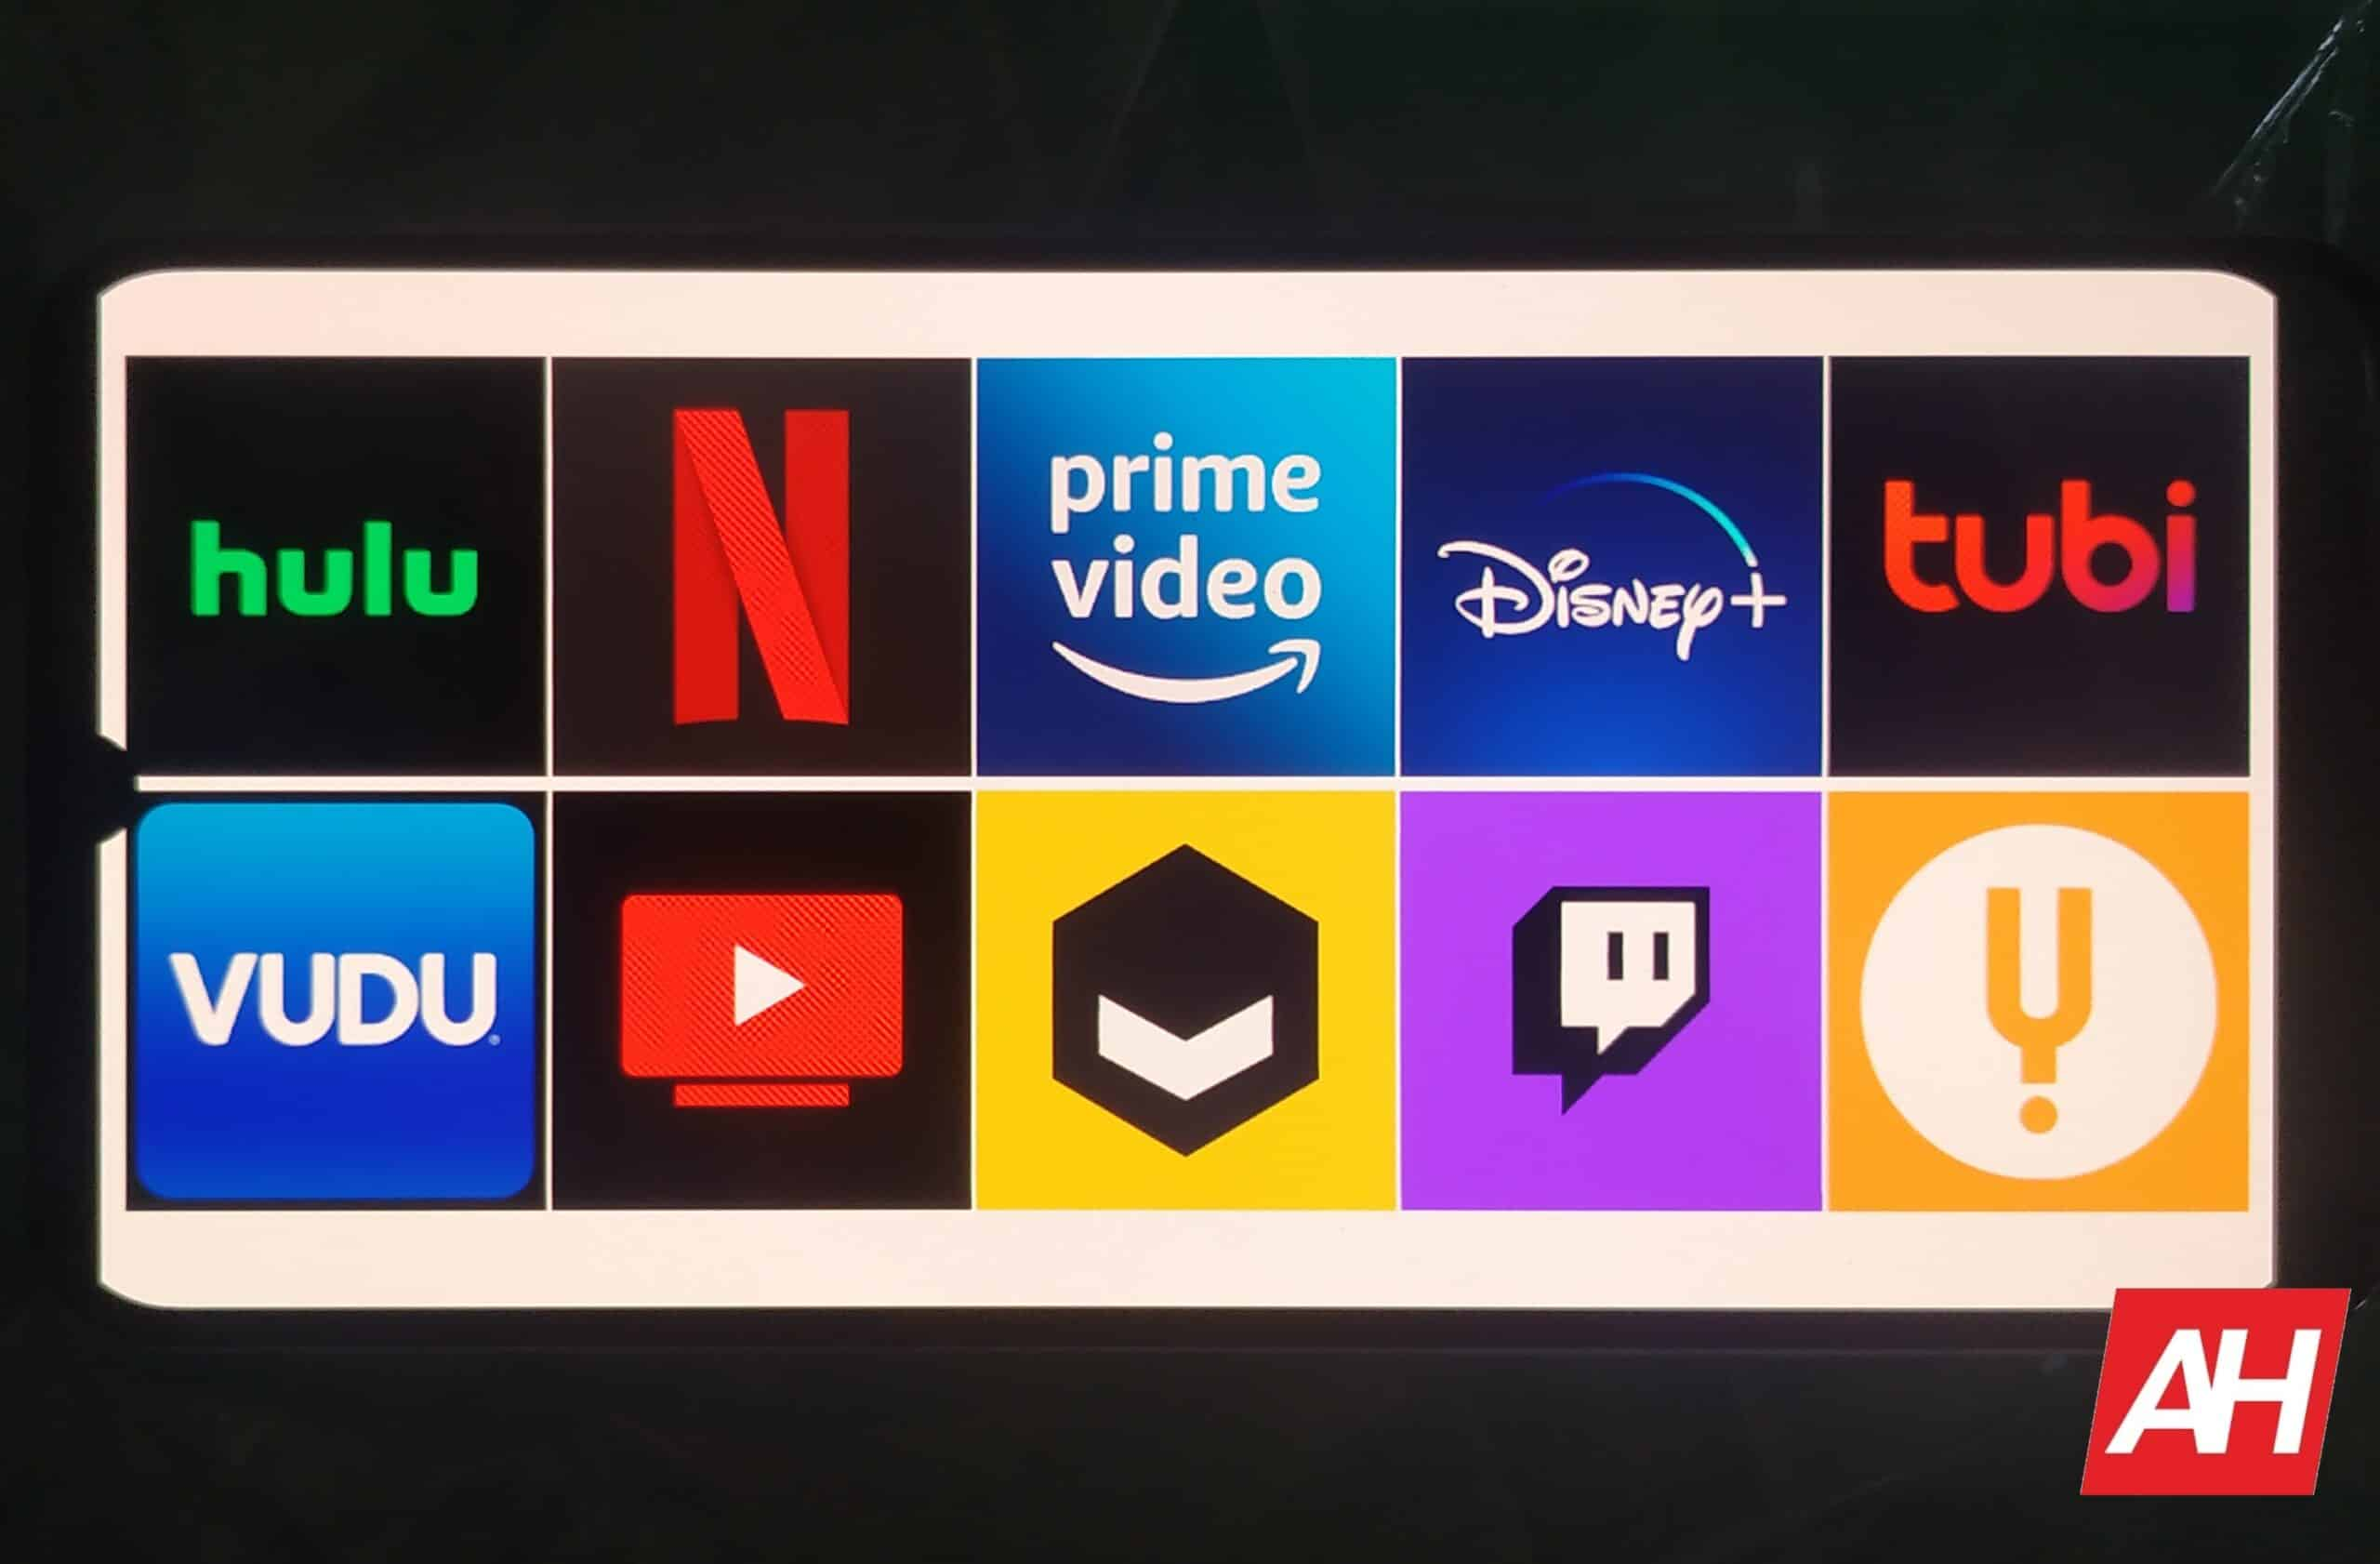 hulu
N
prime
video
Disney+
tubi
VUDU
Y
AH